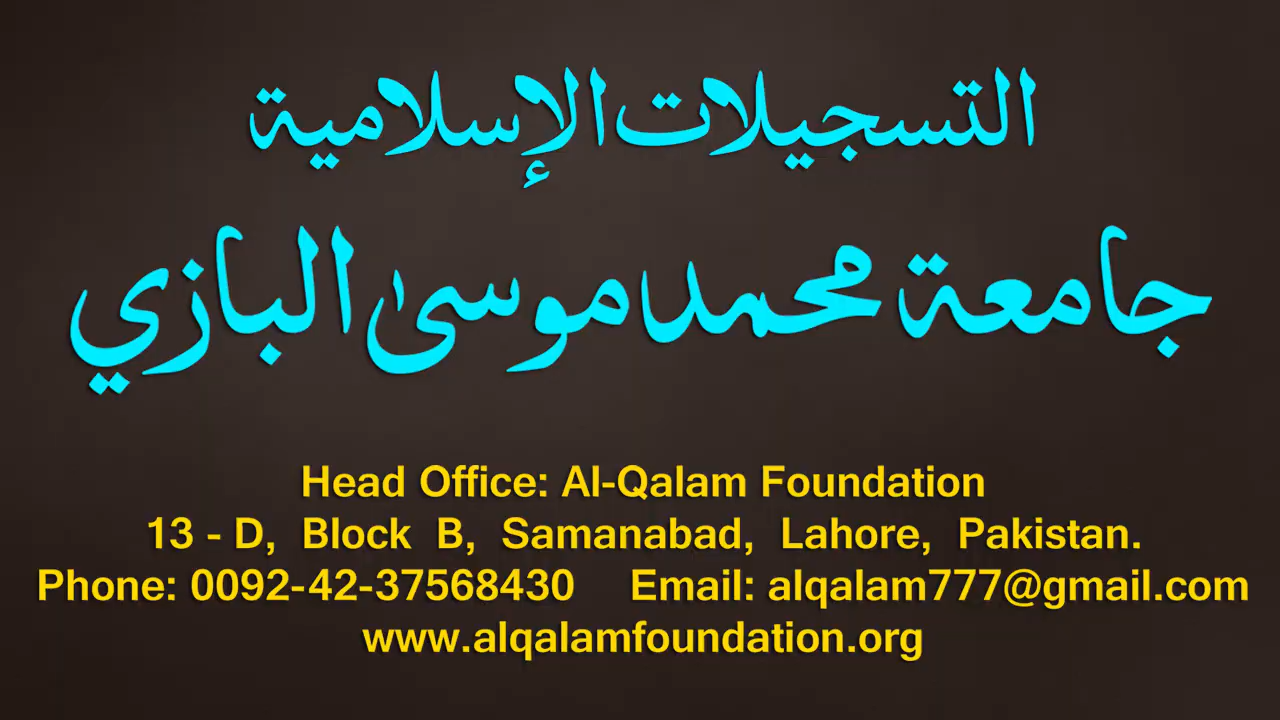 التسجيلات الإسلامية
جامعة محمد موسىٰ البازي
Head Office: Al-Qalam Foundation
13 - D, Block B, Samanabad, Lahore, Pakistan.
Phone: 0092-42-37568430 Email: alqalam777@gmail.com
www.alqalamfoundation.org